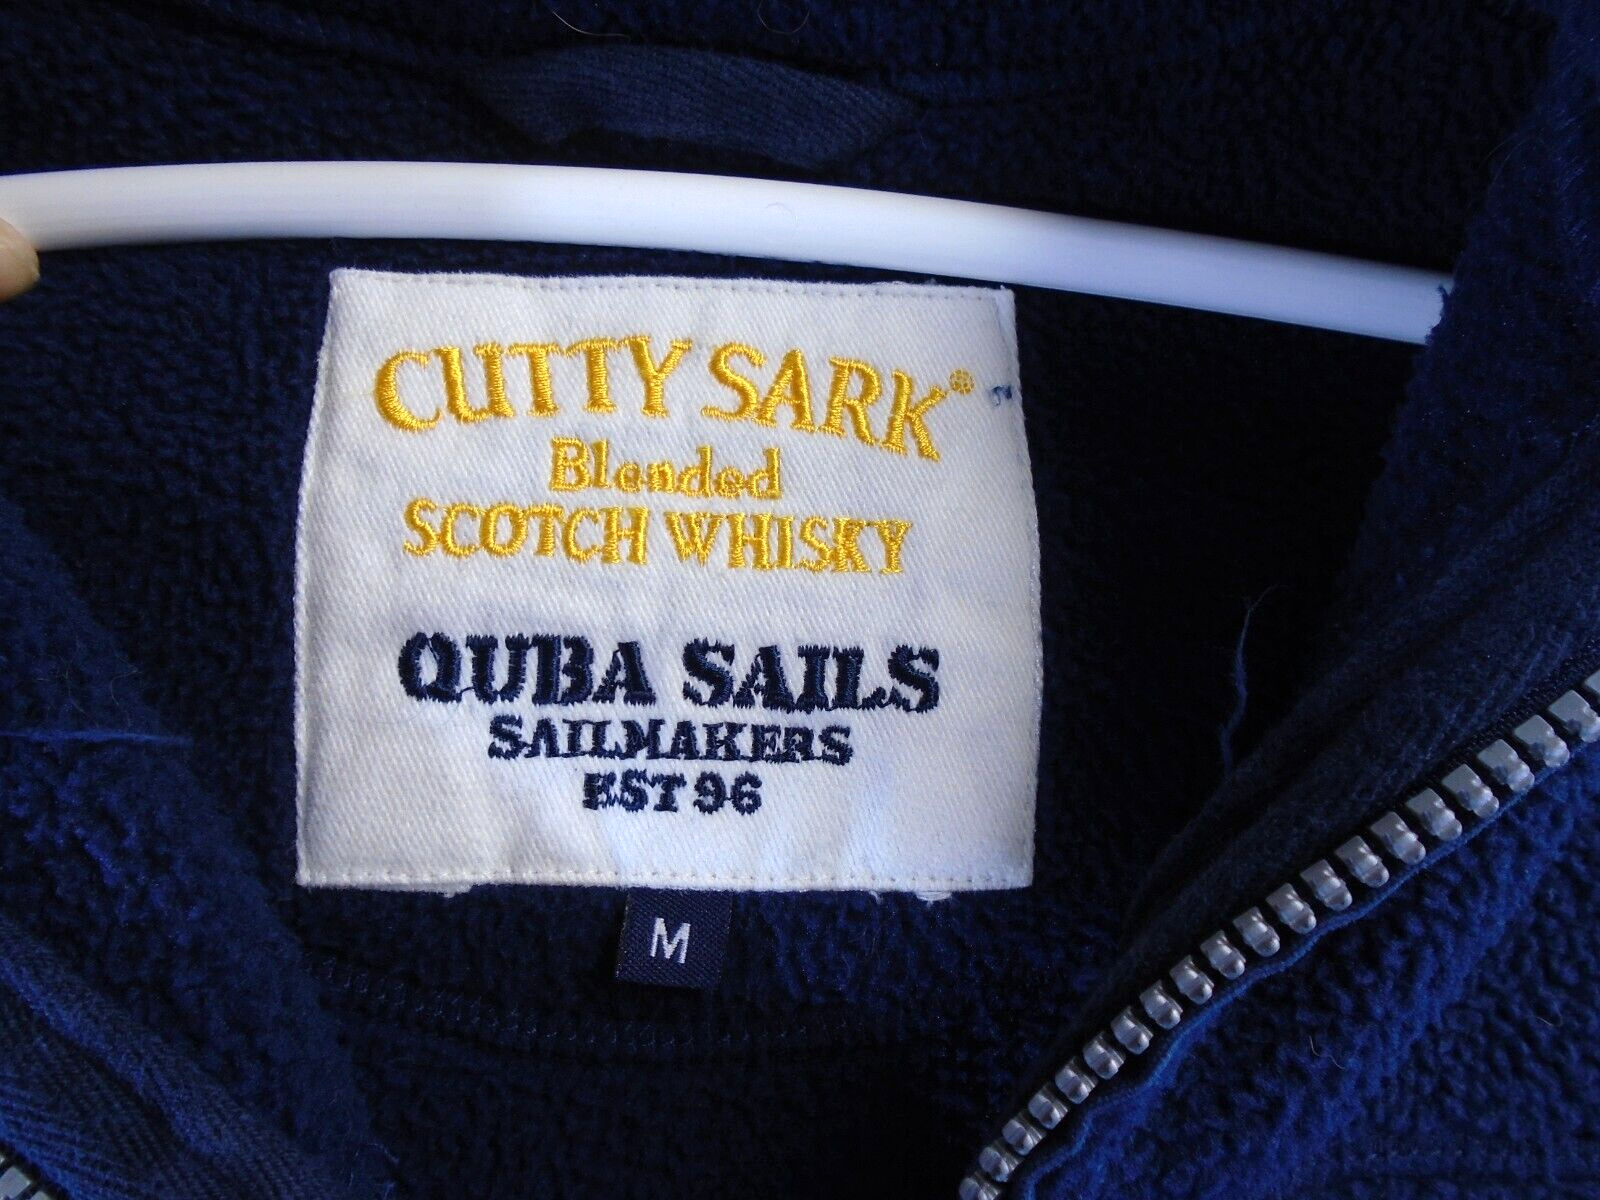 CUTTY SARK®
Blended
SCOTCH WHISKY
QUBA SAILS
SAILMAKERS
EST 96
M